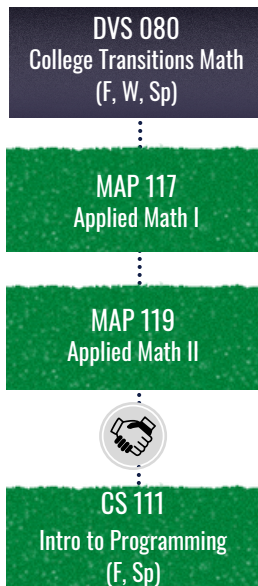 DVS 080
College Transitions Math
(F, W, Sp)
MAP 117
Applied Math I
MAP 119
Applied Math II
CS 111
Intro to Programming
(F, Sp)